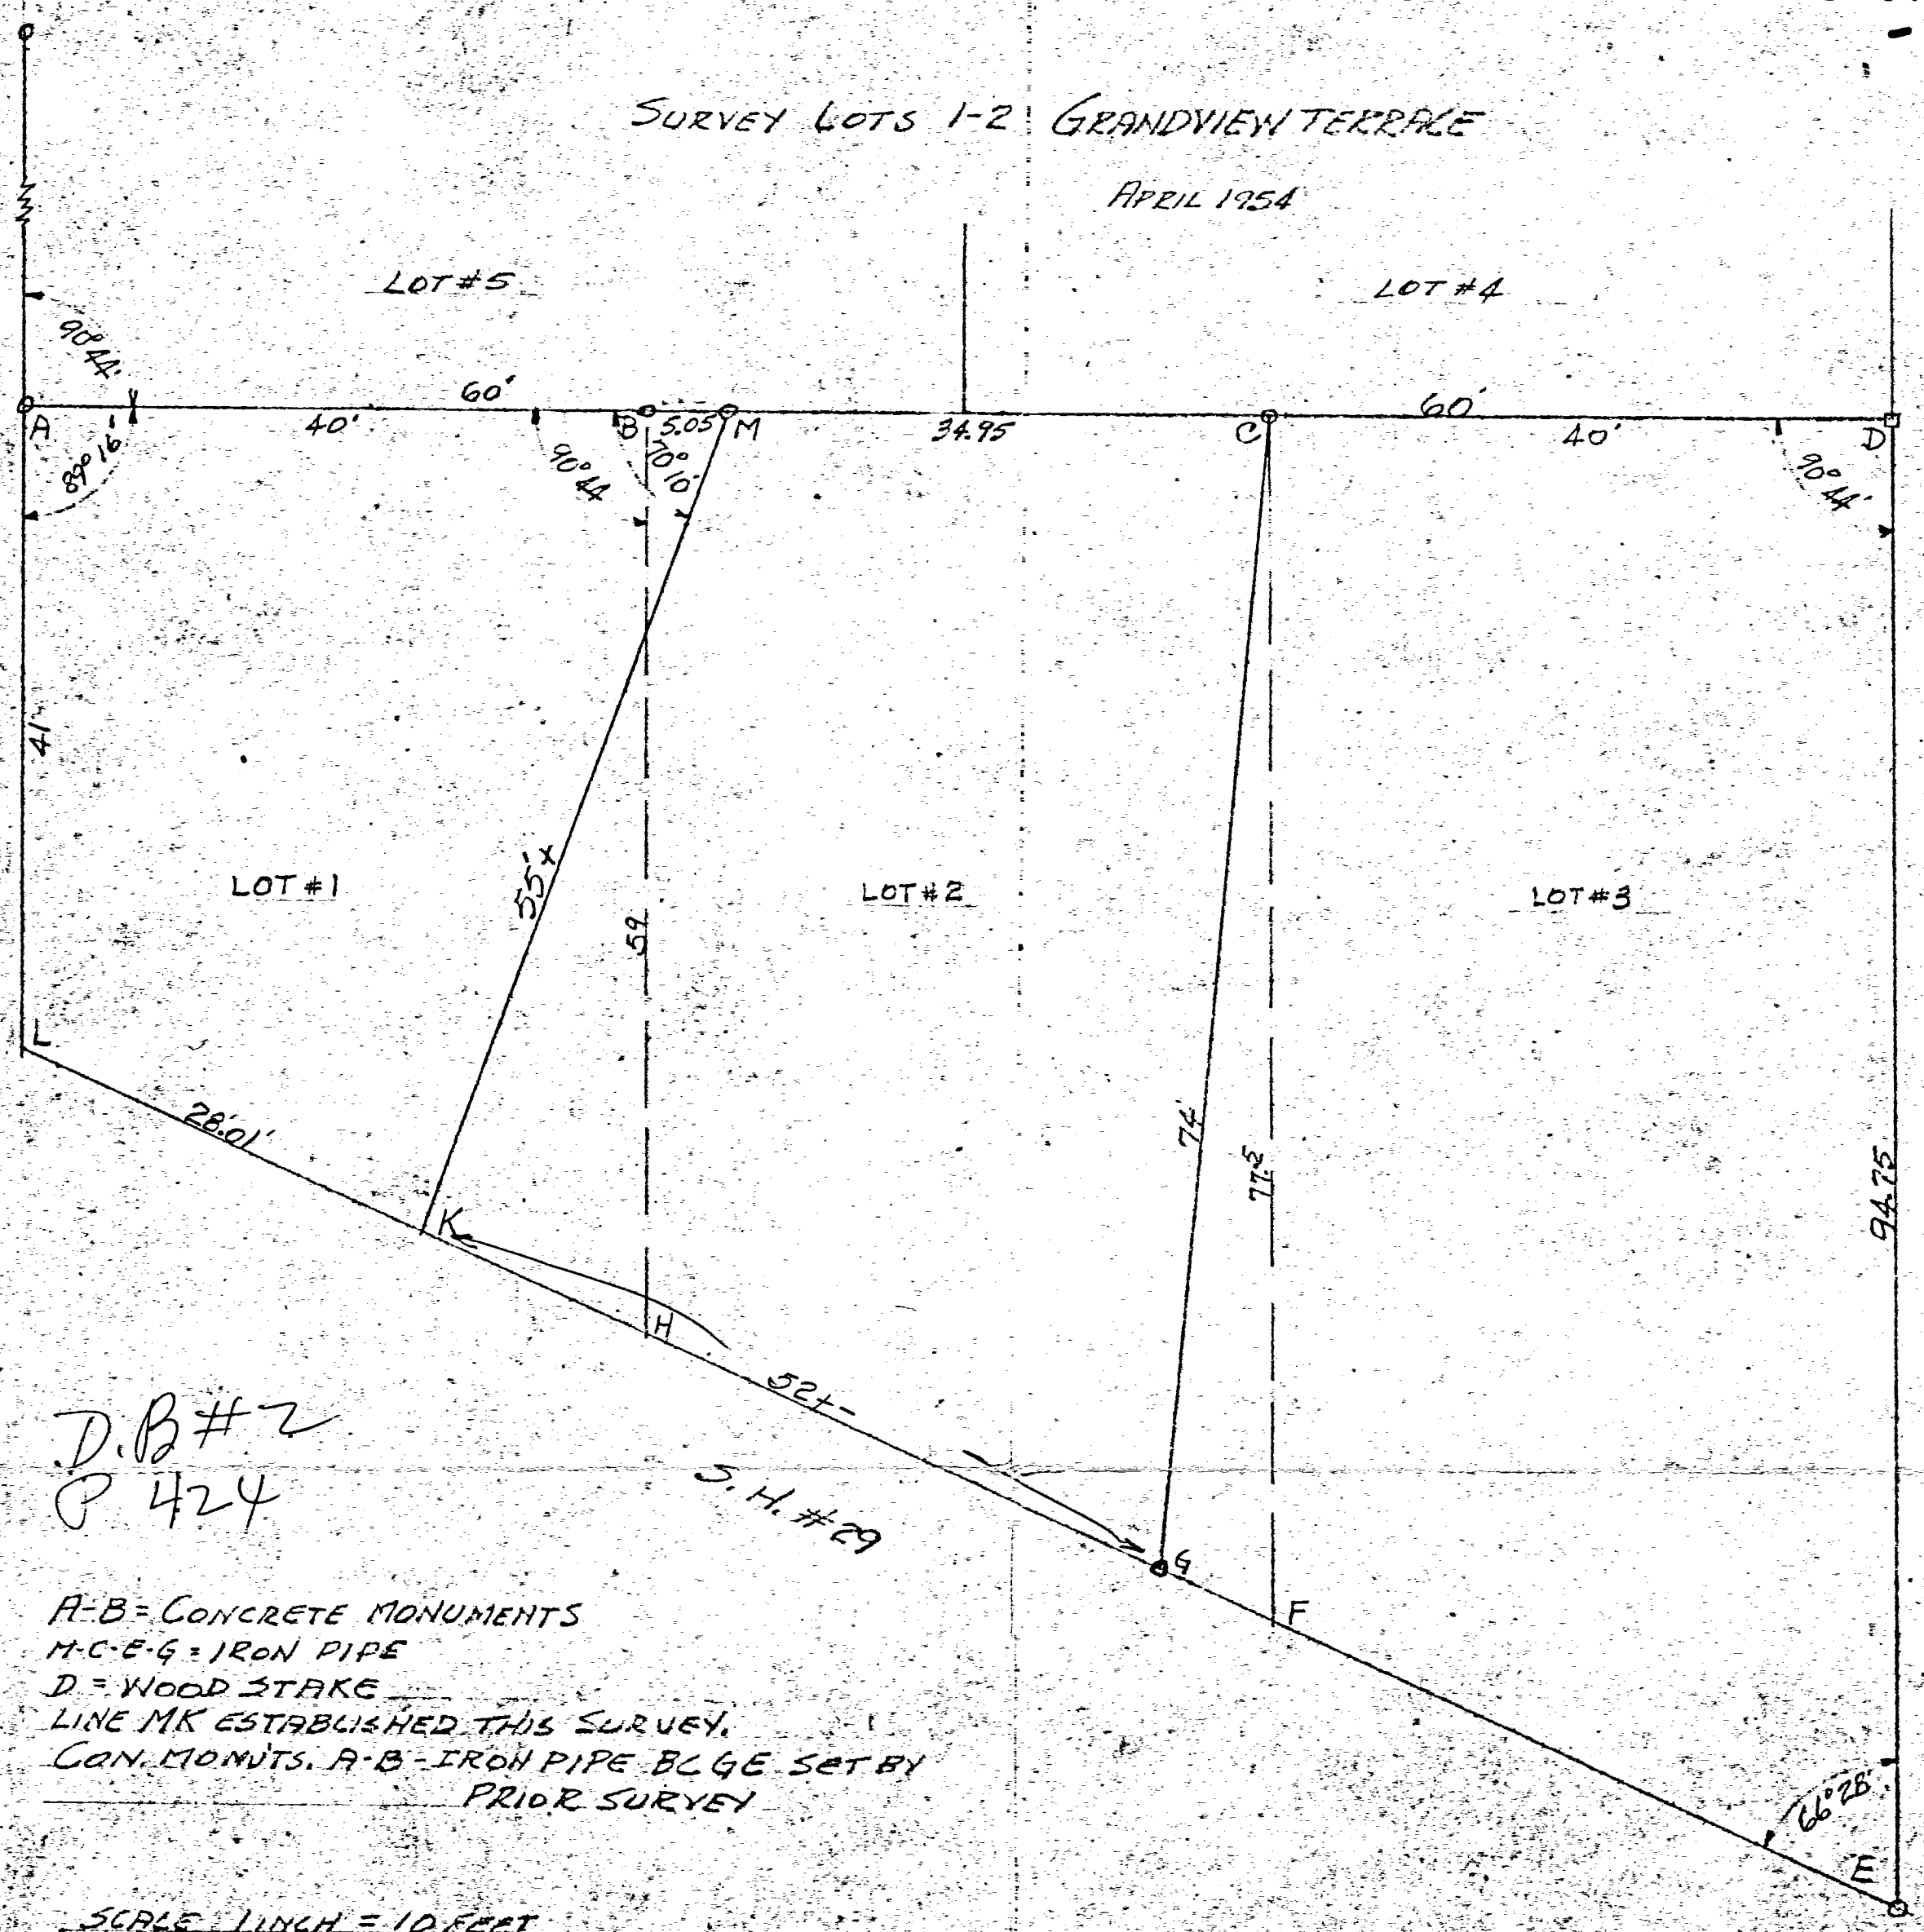 SURVEY LOTS 1-2 GRANDVIEW TERRACE
APRIL 1954
LOT #5
LOT #4
90° 44'
60'
60'
A
40'
B
5.05
M
34.95
C
40'
D
89° 16'
90° 44
70° 10'
90° 44'
41'
LOT #1
55' x
59
LOT #2
LOT #3
L
28.01'
74'
77.5
94.75
K
H
52+-
D.B #2
P 424
S. H. #29
G
F
A-B = CONCRETE MONUMENTS
M-C-E-G = IRON PIPE
D = WOOD STAKE
LINE MK ESTABLISHED THIS SURVEY.
CON. MONUTS. A-B-IRON PIPE BCGE SET BY
PRIOR SURVEY
66° 28'
E
SCALE 1 INCH = 10 FEET